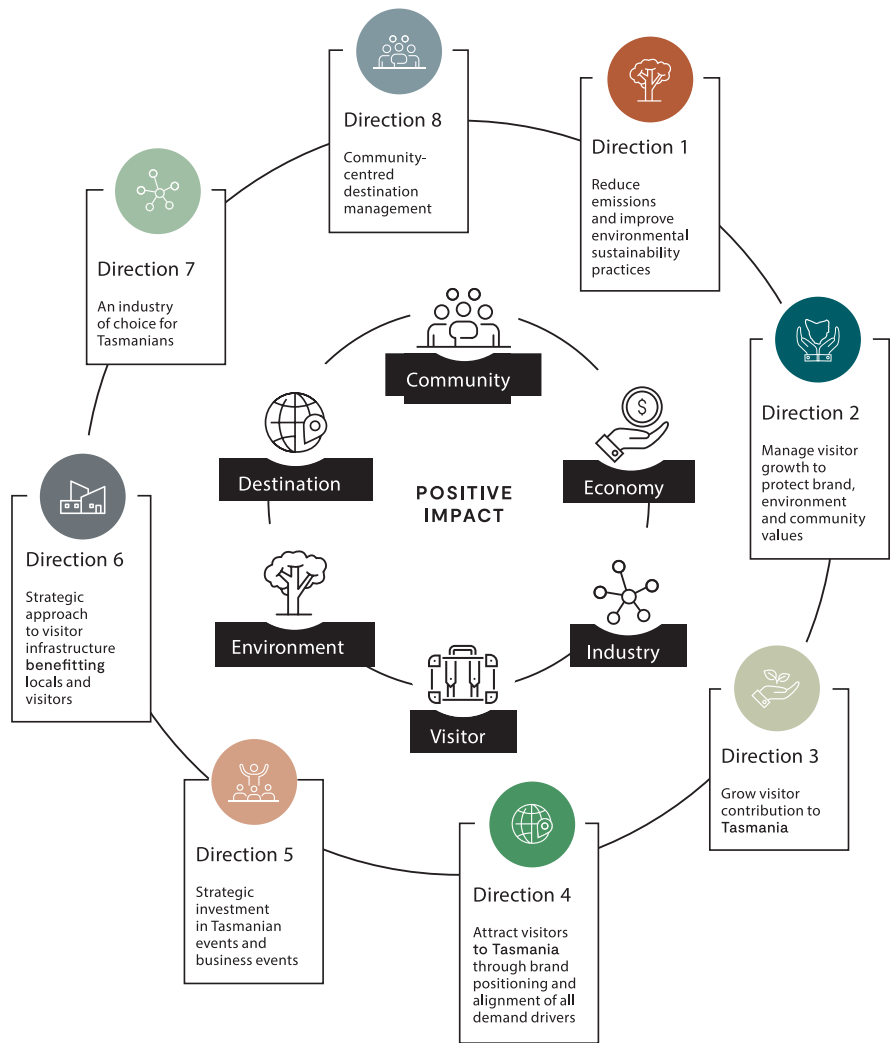 Direction 8
Community-
centred
destination
management
Direction 1
Reduce
emissions
and improve
environmental
sustainability
practices
Direction 7
An industry
of choice for
Tasmanians
Direction 2
Manage visitor
growth to
protect brand,
environment
and community
values
Community
Destination
Economy
POSITIVE
IMPACT
Environment
Industry
Visitor
Direction 6
Strategic
approach
to visitor
infrastructure
benefitting
locals and
visitors
Direction 3
Grow visitor
contribution to
Tasmania
Direction 5
Strategic
investment
in Tasmanian
events and
business events
Direction 4
Attract visitors
to Tasmania
through brand
positioning and
alignment of all
demand drivers